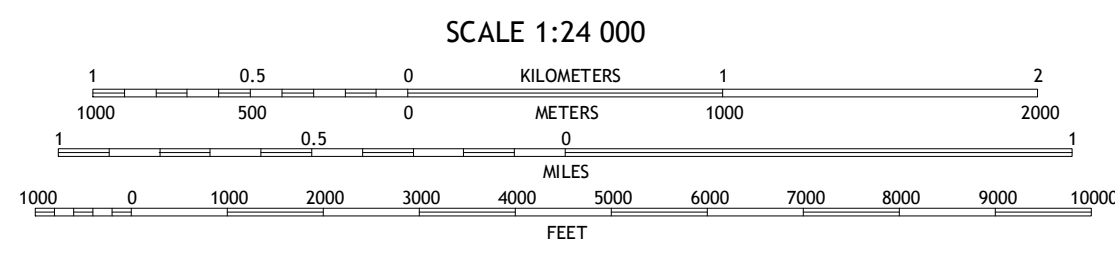 SCALE 1:24 000
1 0.5 0 KILOMETERS 1 2
1000 500 0 METERS 1000 2000
1 0.5 0 1
MILES
1000 0 1000 2000 3000 4000 5000 6000 7000 8000 9000 10000
FEET